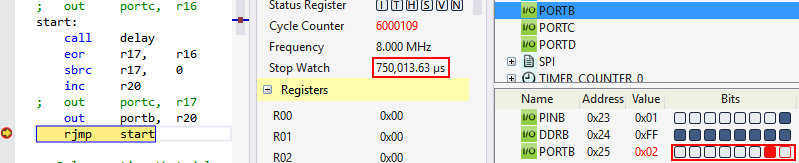 ;   out     portc,  r16
start:
    call    delay
    eor     r17,    r16
    sbrc    r17,    0
    inc     r20
;   out     portc,  r17
    out     portb,  r20
    rjmp    start
Status Register I T H S V N
Cycle Counter 6000109
Frequency 8.000 MHz
Stop Watch 750,013.63 µs
Registers
R00 0x00
R01 0x00
R02 0x00
I/O PORTB
I/O PORTC
I/O PORTD
SPI
TIMER_COUNTER_0
Name Address Value Bits
I/O PINB 0x23 0x01
I/O DDRB 0x24 0xFF
I/O PORTB 0x25 0x02